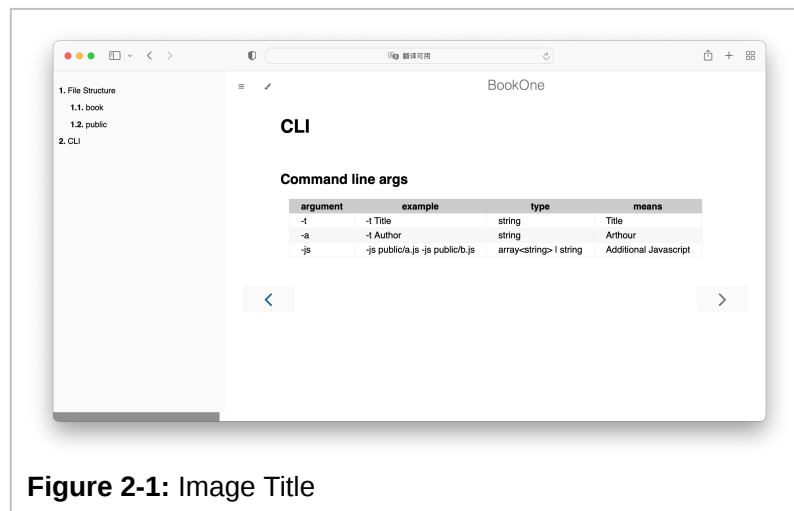 翻译可用
1. File Structure
1.1. book
1.2. public
2. CLI
BookOne
CLI
Command line args
argument example type means
-t -t Title string Title
-a -t Author string Arthour
-js -js public/a.js -js public/b.js array<string> | string Additional Javascript
Figure 2-1: Image Title